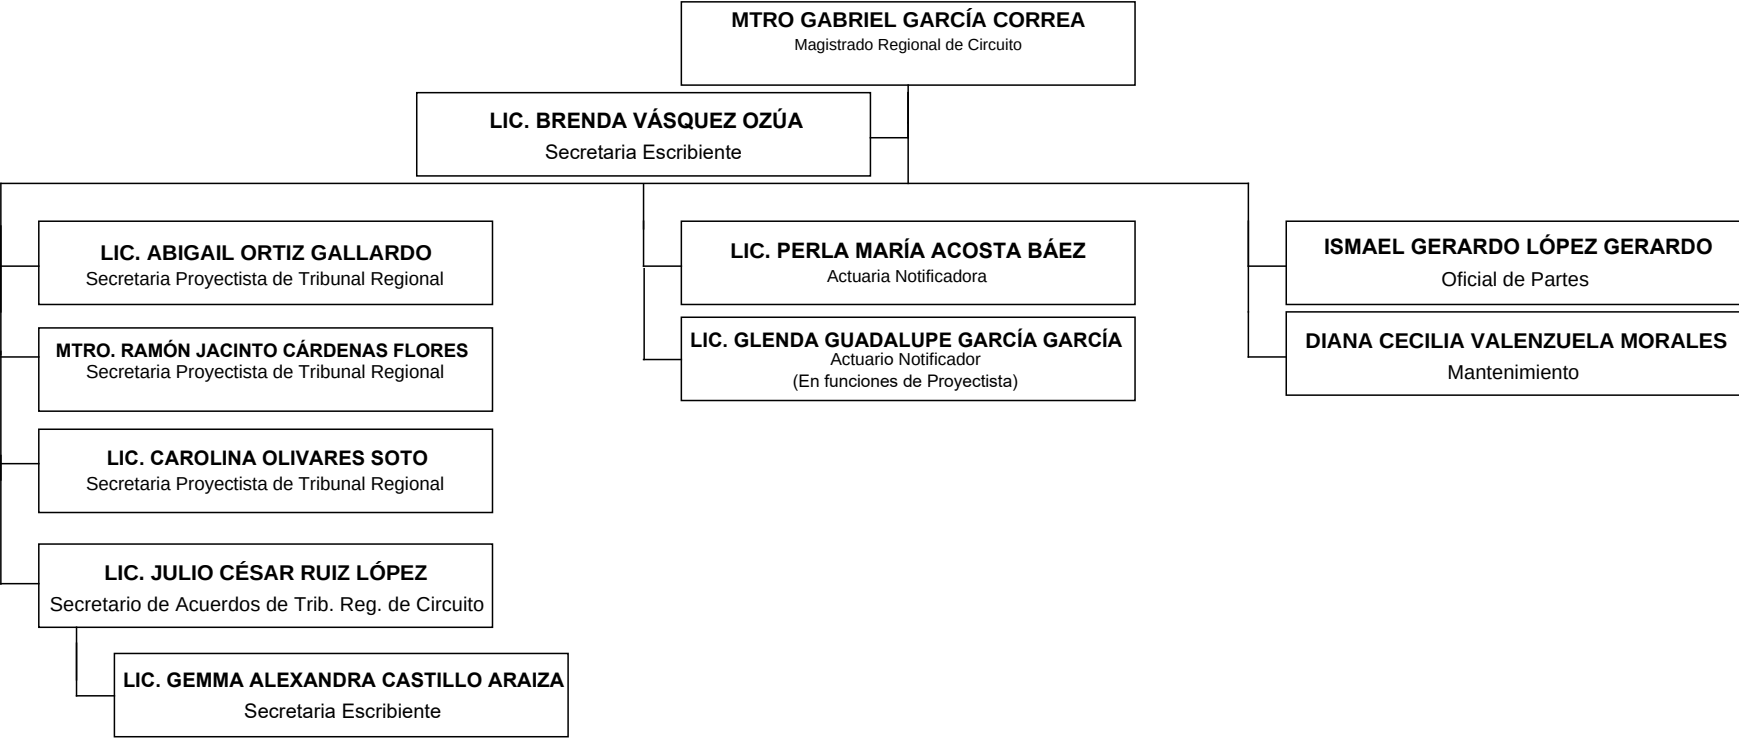 MTRO GABRIEL GARCÍA CORREA
Magistrado Regional de Circuito
LIC. BRENDA VÁSQUEZ OZÚA
Secretaria Escribiente
LIC. ABIGAIL ORTIZ GALLARDO
Secretaria Proyectista de Tribunal Regional
MTRO. RAMÓN JACINTO CÁRDENAS FLORES
Secretaria Proyectista de Tribunal Regional
LIC. CAROLINA OLIVARES SOTO
Secretaria Proyectista de Tribunal Regional
LIC. JULIO CÉSAR RUIZ LÓPEZ
Secretario de Acuerdos de Trib. Reg. de Circuito
LIC. GEMMA ALEXANDRA CASTILLO ARAIZA
Secretaria Escribiente
LIC. PERLA MARÍA ACOSTA BÁEZ
Actuaria Notificadora
LIC. GLENDA GUADALUPE GARCÍA GARCÍA
Actuario Notificador
(En funciones de Proyectista)
ISMAEL GERARDO LÓPEZ GERARDO
Oficial de Partes
DIANA CECILIA VALENZUELA MORALES
Mantenimiento